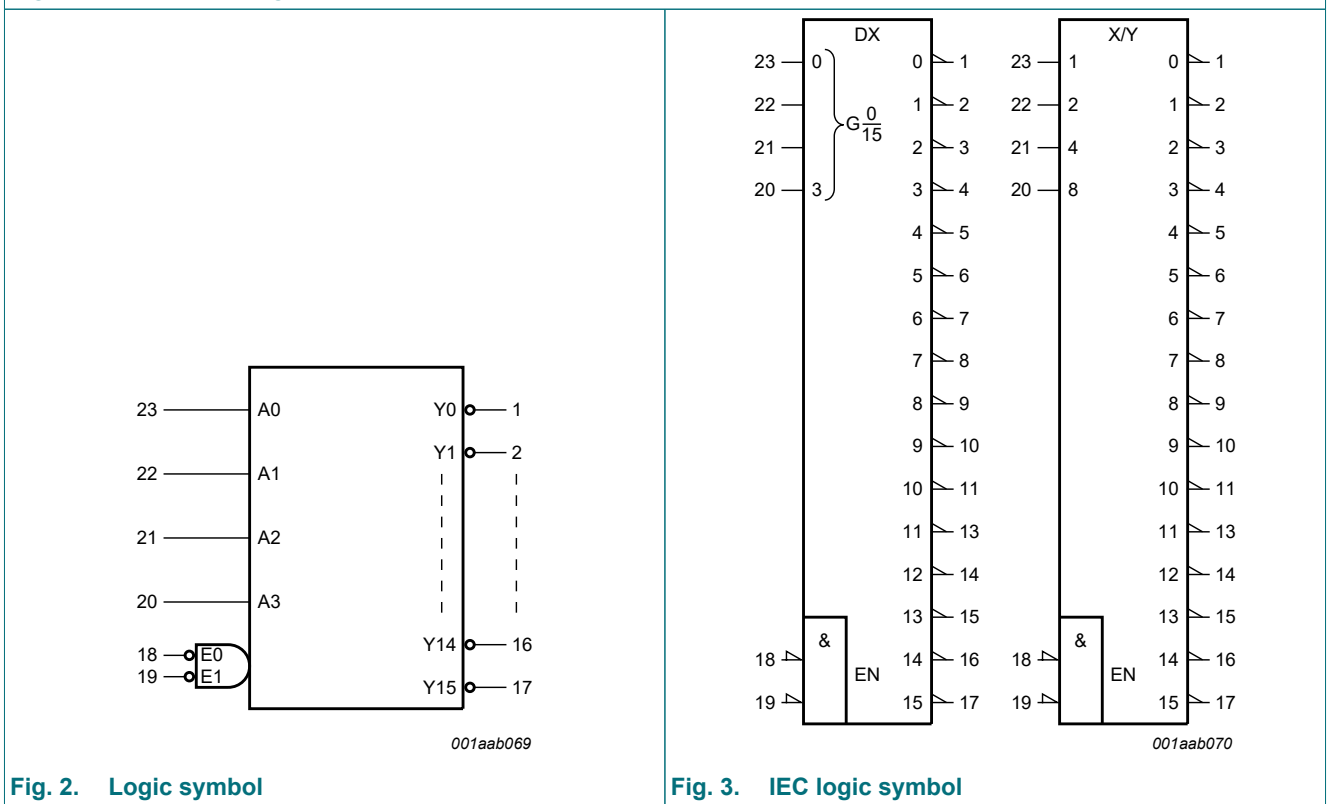 23 A0 Y0 1
Y1 2
22 A1
21 A2
20 A3
Y14 16
18 E0
19 E1
Y15 17
001aab069
Fig. 2. Logic symbol
DX
23 0 0 1
22 1 2
G 0
15
21 2 3
20 3 3 4
4 5
5 6
6 7
7 8
8 9
9 10
10 11
11 13
12 14
13 15
&
18 14 16
EN
19 15 17
X/Y
23 1 0 1
22 2 1 2
21 4 2 3
20 8 3 4
4 5
5 6
6 7
7 8
8 9
9 10
10 11
11 13
12 14
13 15
&
18 14 16
EN
19 15 17
001aab070
Fig. 3. IEC logic symbol